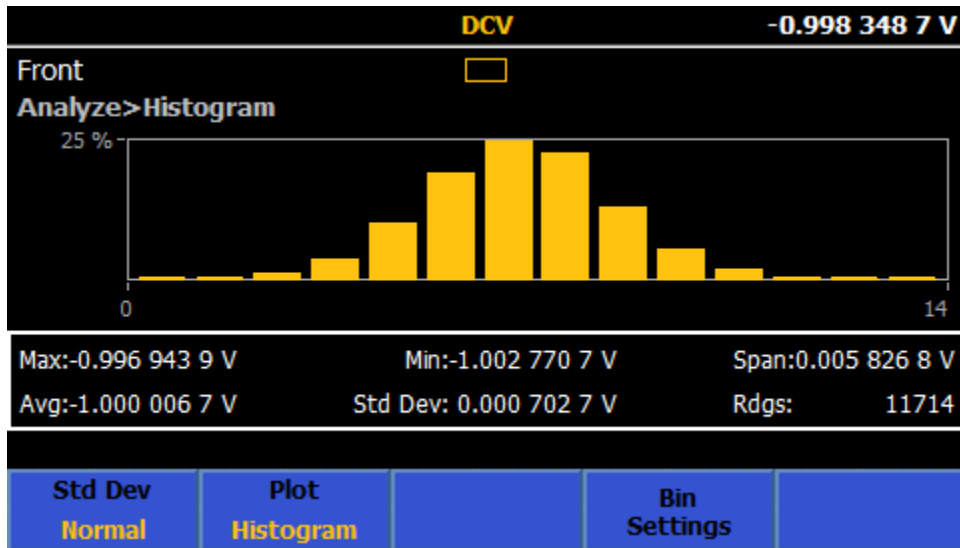 DCV -0.998 348 7 V
Front
Analyze>Histogram
25 %
0 14
Max:-0.996 943 9 V Min:-1.002 770 7 V Span:0.005 826 8 V
Avg:-1.000 006 7 V Std Dev: 0.000 702 7 V Rdgs: 11714
Std Dev Plot Bin
Normal Histogram Settings